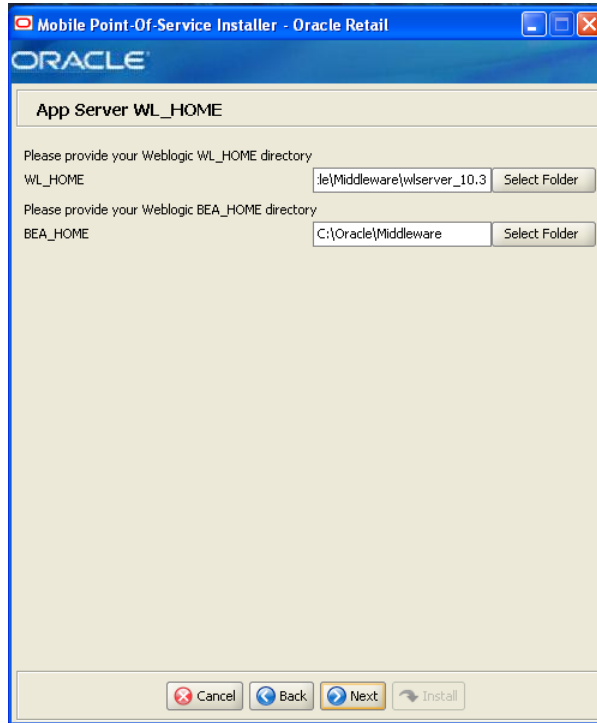 Mobile Point-Of-Service Installer - Oracle Retail
ORACLE
App Server WL_HOME
Please provide your Weblogic WL_HOME directory
WL_HOME :le\Middleware\wlserver_10.3 Select Folder
Please provide your Weblogic BEA_HOME directory
BEA_HOME C:\Oracle\Middleware Select Folder
Cancel Back Next Install